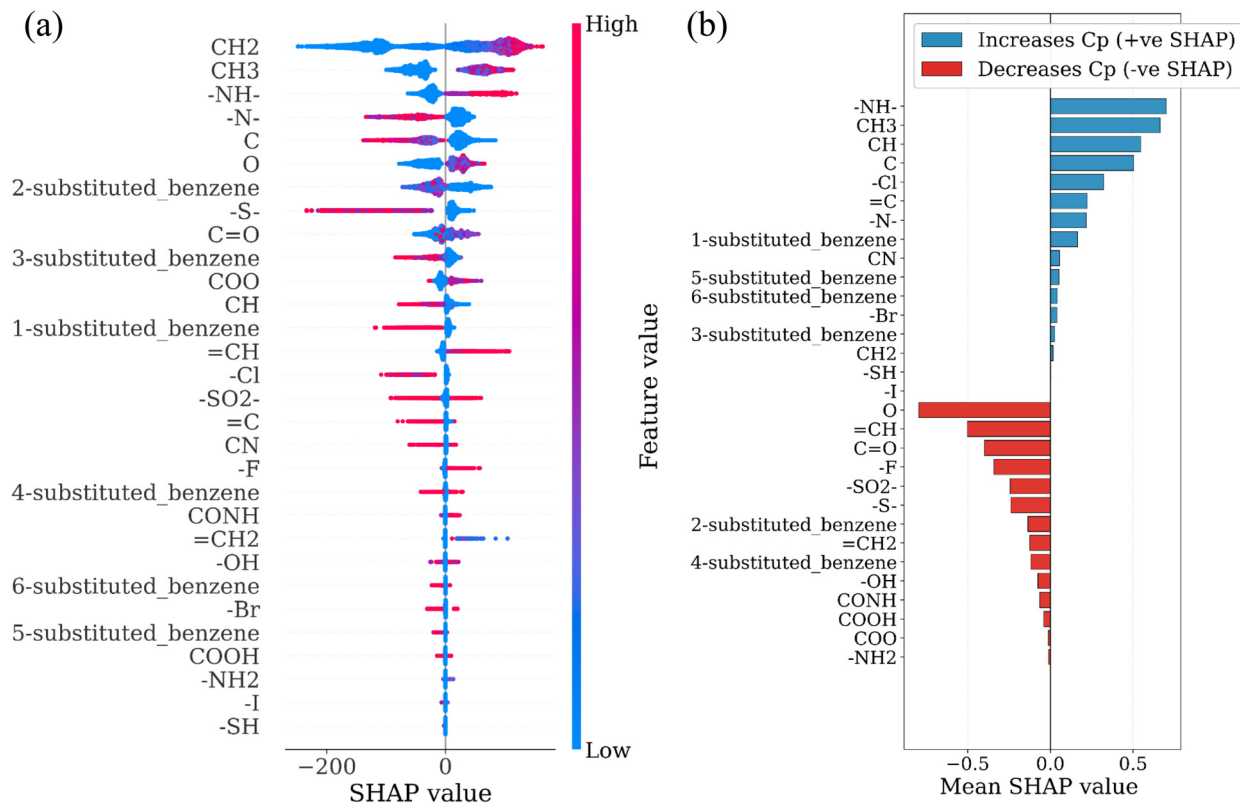 (a)
High
CH2
CH3
-NH-
-N-
C
O
2-substituted_benzene
-S-
C=O
3-substituted_benzene
COO
CH
1-substituted_benzene
=CH
-Cl
-SO2-
=C
CN
-F
4-substituted_benzene
CONH
=CH2
-OH
6-substituted_benzene
-Br
5-substituted_benzene
COOH
-NH2
-I
-SH
Low
Feature value
−200
0
SHAP value
(b)
Increases Cp (+ve SHAP)
Decreases Cp (-ve SHAP)
-NH-
CH3
CH
C
-Cl
=C
-N-
1-substituted_benzene
CN
5-substituted_benzene
6-substituted_benzene
-Br
3-substituted_benzene
CH2
-SH
-I
O
=CH
C=O
-F
-SO2-
-S-
2-substituted_benzene
=CH2
4-substituted_benzene
-OH
CONH
COOH
COO
-NH2
−0.5
0.0
0.5
Mean SHAP value